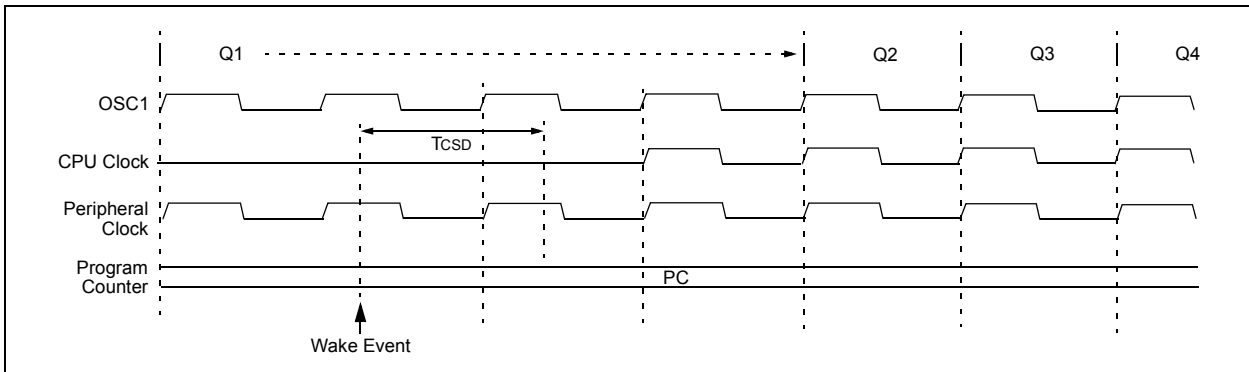 Q1 Q2 Q3 Q4
OSC1
TCSD
CPU Clock
Peripheral
Clock
Program
Counter
PC
Wake Event